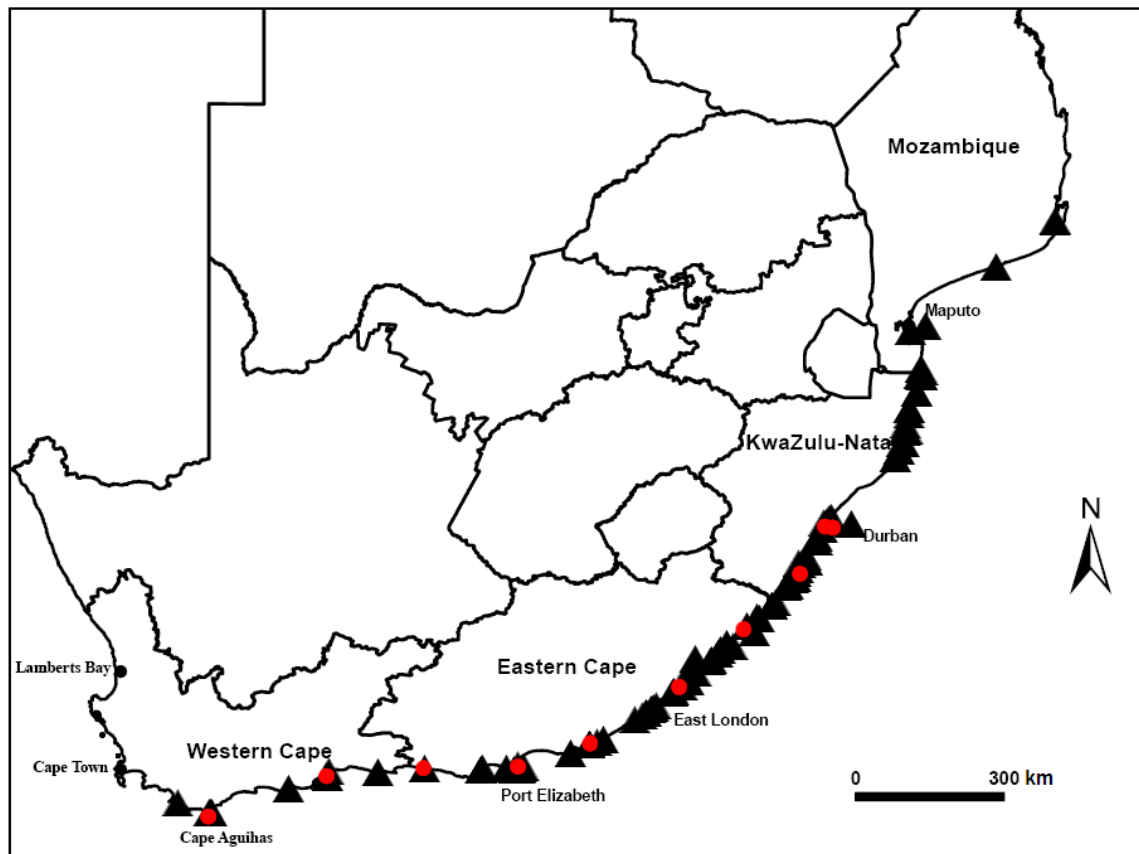 Mozambique
Maputo
KwaZulu-Nata
N
Durban
Lamberts Bay
Eastern Cape
East London
Western Cape
Cape Town
0 300 km
Port Elizabeth
Cape Aguihas